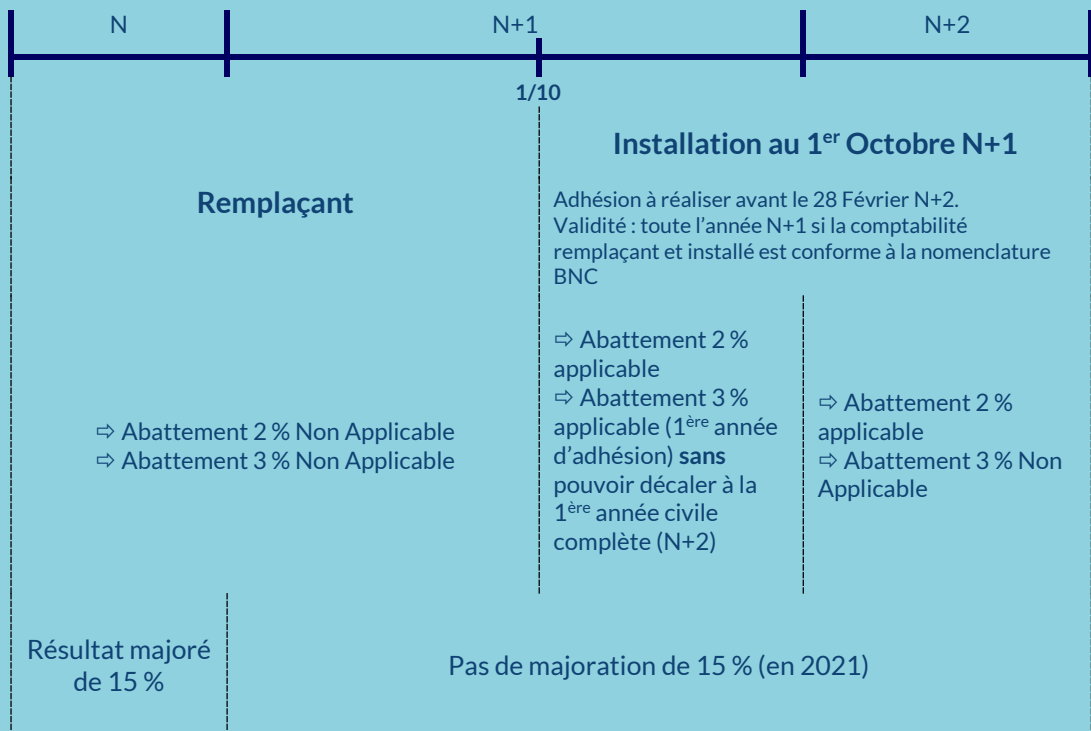 N
N+1
N+2
1/10
Installation au 1er Octobre N+1
Remplaçant
Adhésion à réaliser avant le 28 Février N+2.
Validité : toute l’année N+1 si la comptabilité
remplaçant et installé est conforme à la nomenclature
BNC
⇨ Abattement 2 % Non Applicable
⇨ Abattement 3 % Non Applicable
⇨ Abattement 2 %
applicable
⇨ Abattement 3 %
applicable (1ère année
d’adhésion) sans
pouvoir décaler à la
1ère année civile
complète (N+2)
⇨ Abattement 2 %
applicable
⇨ Abattement 3 % Non
Applicable
Résultat majoré
de 15 %
Pas de majoration de 15 % (en 2021)